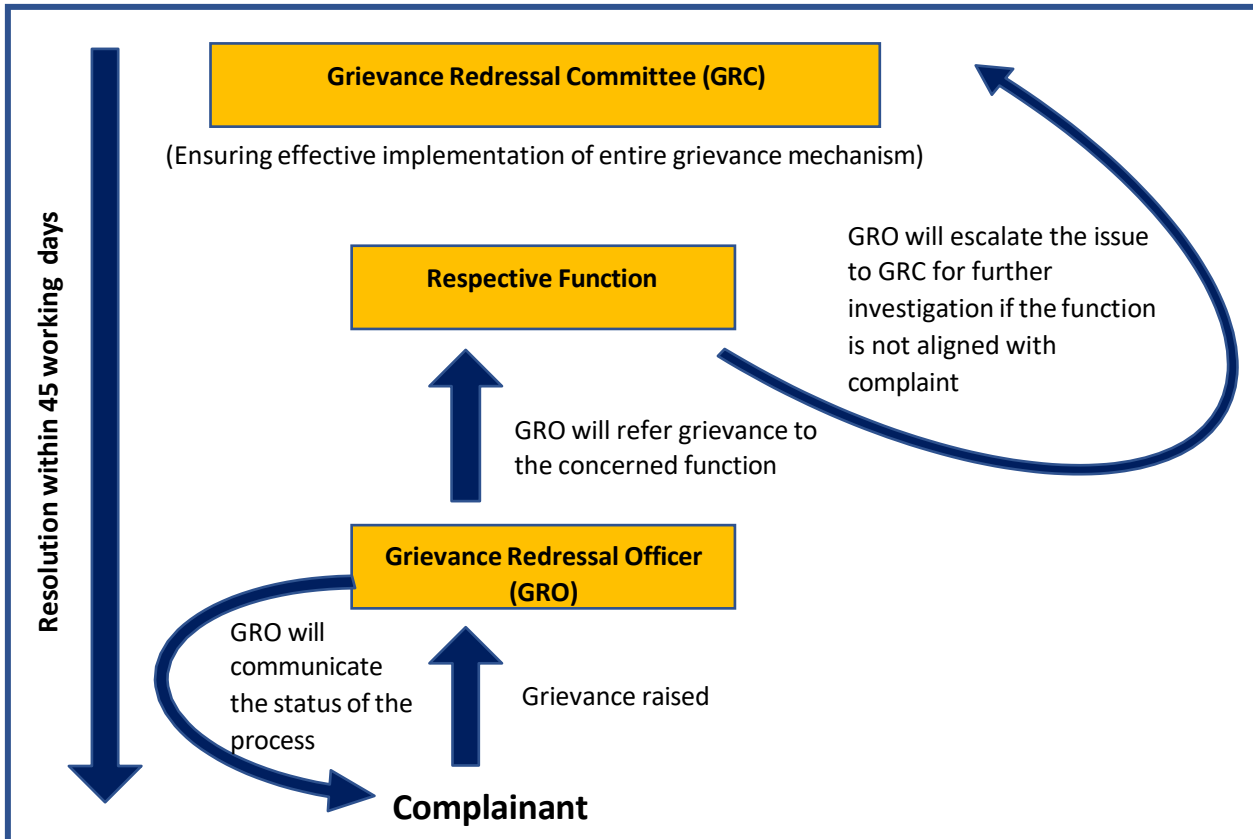 Grievance Redressal Committee (GRC)
(Ensuring effective implementation of entire grievance mechanism)
Respective Function
GRO will escalate the issue
to GRC for further
investigation if the function
is not aligned with
complaint
GRO will refer grievance to
the concerned function
Grievance Redressal Officer
(GRO)
GRO will
communicate
the status of the
process
Grievance raised
Complainant
Resolution within 45 working days